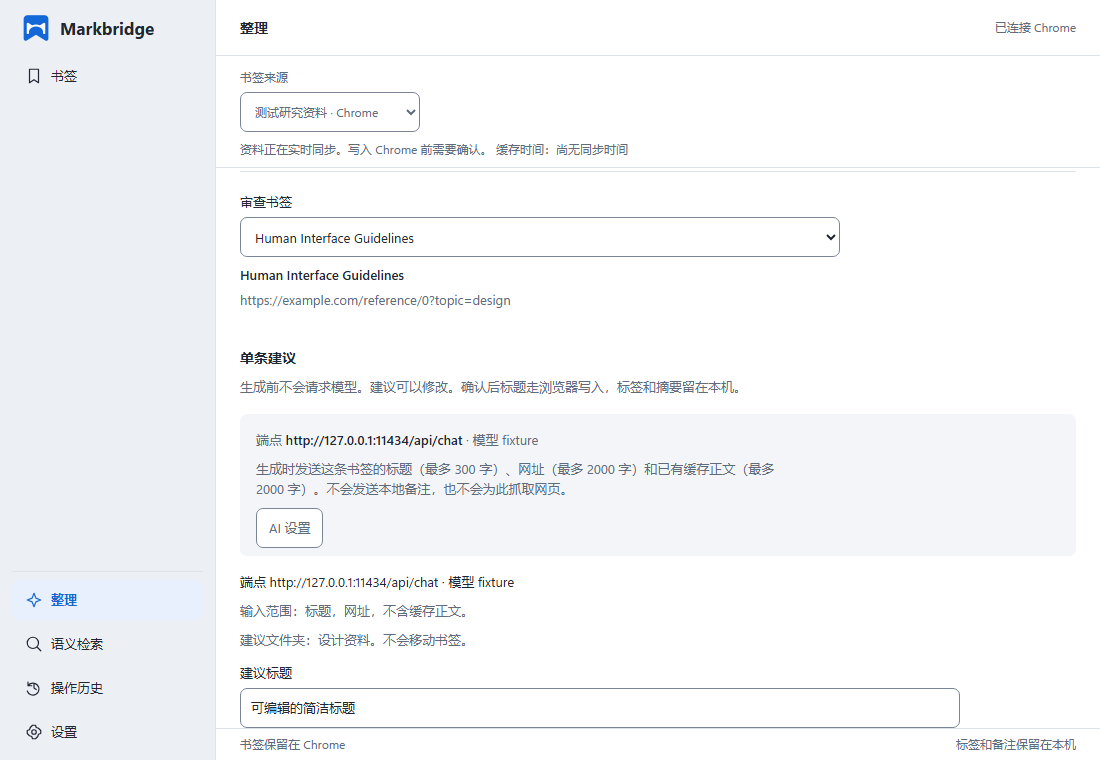 Markbridge
书签
整理
语义检索
操作历史
设置
整理
已连接 Chrome
书签来源
测试研究资料 · Chrome
资料正在实时同步。写入 Chrome 前需要确认。 缓存时间：尚无同步时间
审查书签
Human Interface Guidelines
Human Interface Guidelines
https://example.com/reference/0?topic=design
单条建议
生成前不会请求模型。建议可以修改。确认后标题走浏览器写入，标签和摘要留在本机。
端点 http://127.0.0.1:11434/api/chat · 模型 fixture
生成时发送这条书签的标题（最多 300 字）、网址（最多 2000 字）和已有缓存正文（最多
2000 字）。不会发送本地备注，也不会为此抓取网页。
AI 设置
端点 http://127.0.0.1:11434/api/chat · 模型 fixture
输入范围：标题，网址，不含缓存正文。
建议文件夹：设计资料。不会移动书签。
建议标题
可编辑的简洁标题
书签保留在 Chrome
标签和备注保留在本机